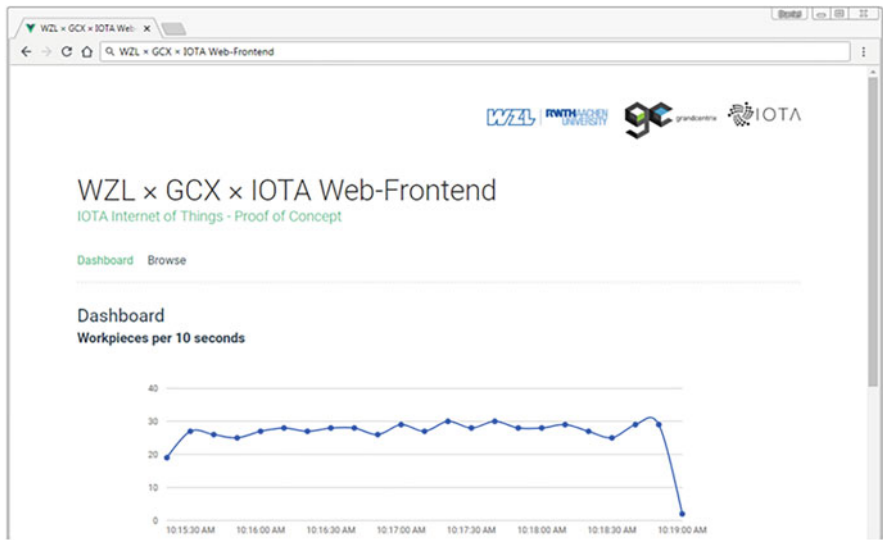 WZL × GCX × IOTA Web-
WZL × GCX × IOTA Web-Frontend
WZL RWTHAACHEN UNIVERSITY gc grandcentrix IOTA
WZL × GCX × IOTA Web-Frontend
IOTA Internet of Things - Proof of Concept
Dashboard Browse
Dashboard
Workpieces per 10 seconds
40
30
20
10
0
10:15:30 AM 10:16:00 AM 10:16:30 AM 10:17:00 AM 10:17:30 AM 10:18:00 AM 10:18:30 AM 10:19:00 AM